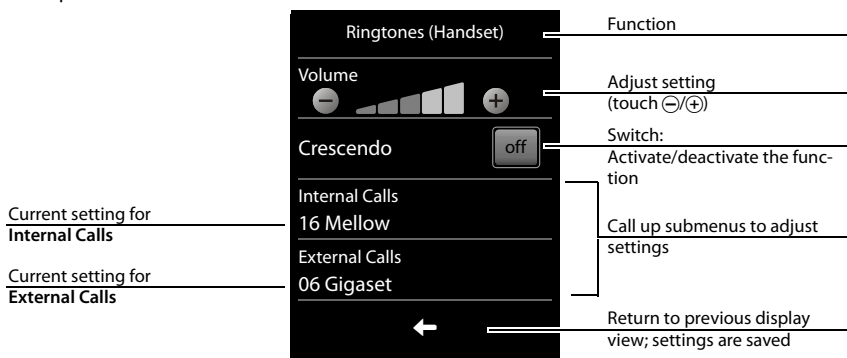 Ringtones (Handset)
Volume
Crescendo
off
Internal Calls
16 Mellow
External Calls
06 Gigaset
Current setting for
Internal Calls
Current setting for
External Calls
Function
Adjust setting
(touch ⊖/⊕)
Switch:
Activate/deactivate the func-
tion
Call up submenus to adjust
settings
Return to previous display
view; settings are saved